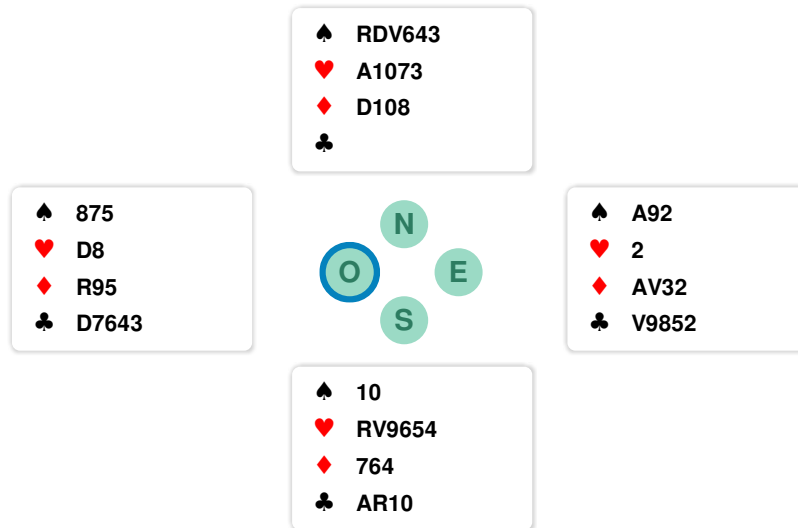 ♠ RDV643
♥ A1073
♦ D108
♣
♠ 875
♥ D8
♦ R95
♣ D7643
N
O E
S
♠ A92
♥ 2
♦ AV32
♣ V9852
♠ 10
♥ RV9654
♦ 764
♣ AR10